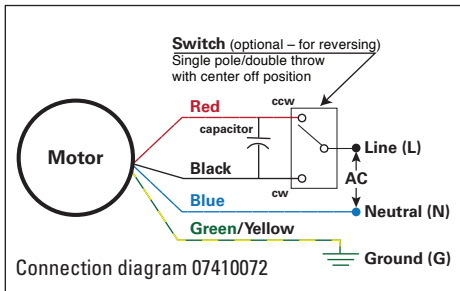 Switch (optional – for reversing)
Single pole/double throw
with center off position
Red
ccw
capacitor
Motor
Line (L)
Black
AC
cw
Blue
Neutral (N)
Green/Yellow
Ground (G)
Connection diagram 07410072